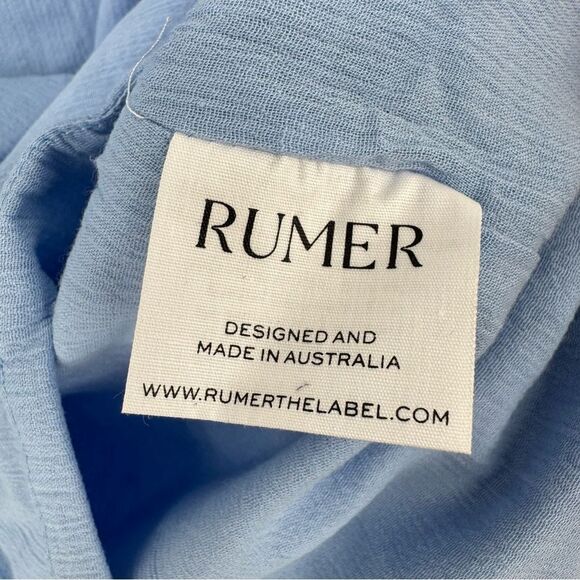 RUMER
DESIGNED AND
MADE IN AUSTRALIA
WWW.RUMERTHELABEL.COM